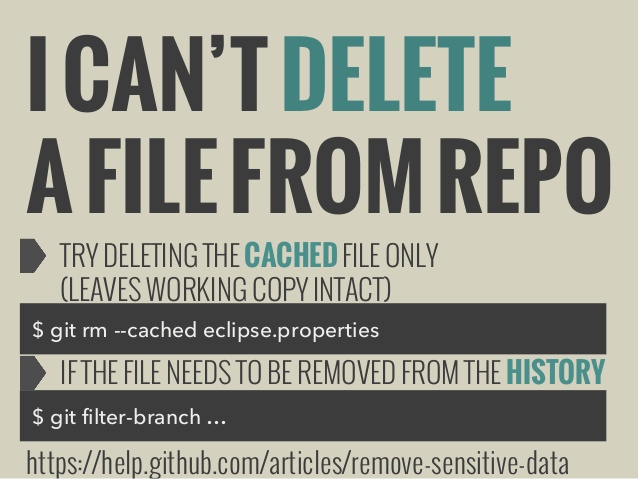 I CAN'T DELETE
A FILE FROM REPO
TRY DELETING THE CACHED FILE ONLY
(LEAVES WORKING COPY INTACT)
$ git rm --cached eclipse.properties
IF THE FILE NEEDS TO BE REMOVED FROM THE HISTORY
$ git filter-branch …
https://help.github.com/articles/remove-sensitive-data